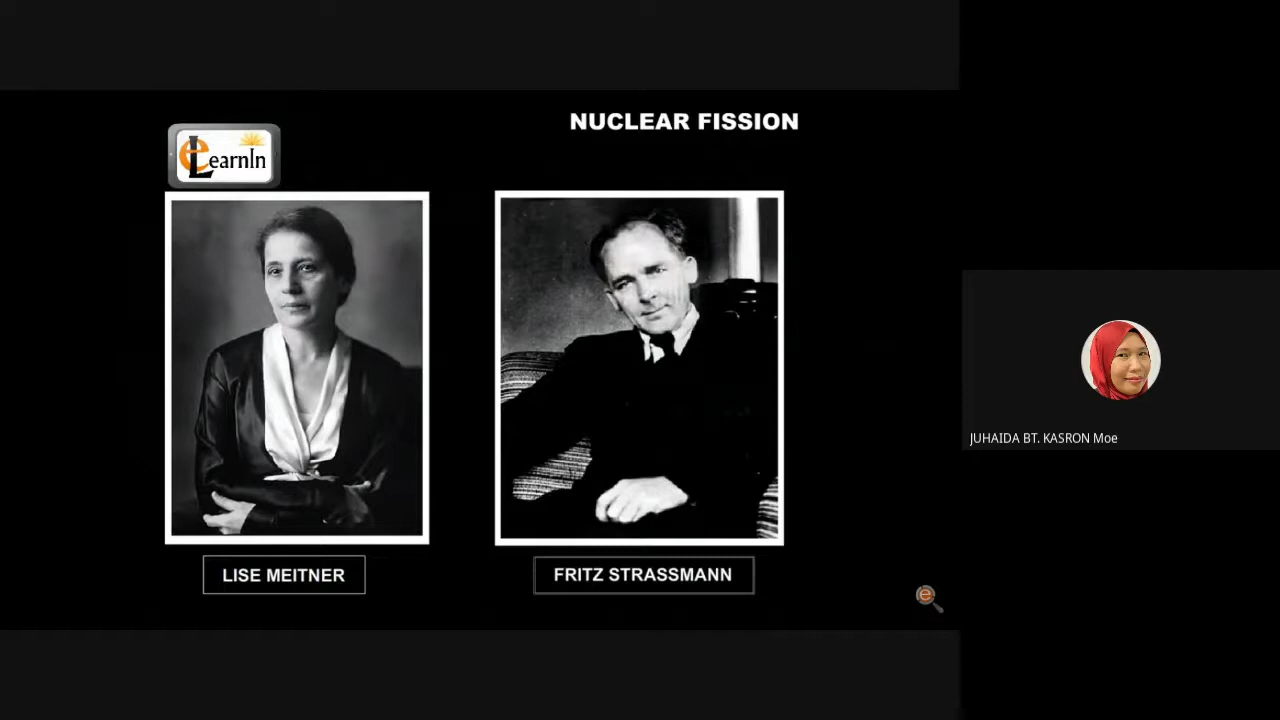 NUCLEAR FISSION
eLearnIn
LISE MEITNER
FRITZ STRASSMANN
e
JUHAIDA BT. KASRON Moe